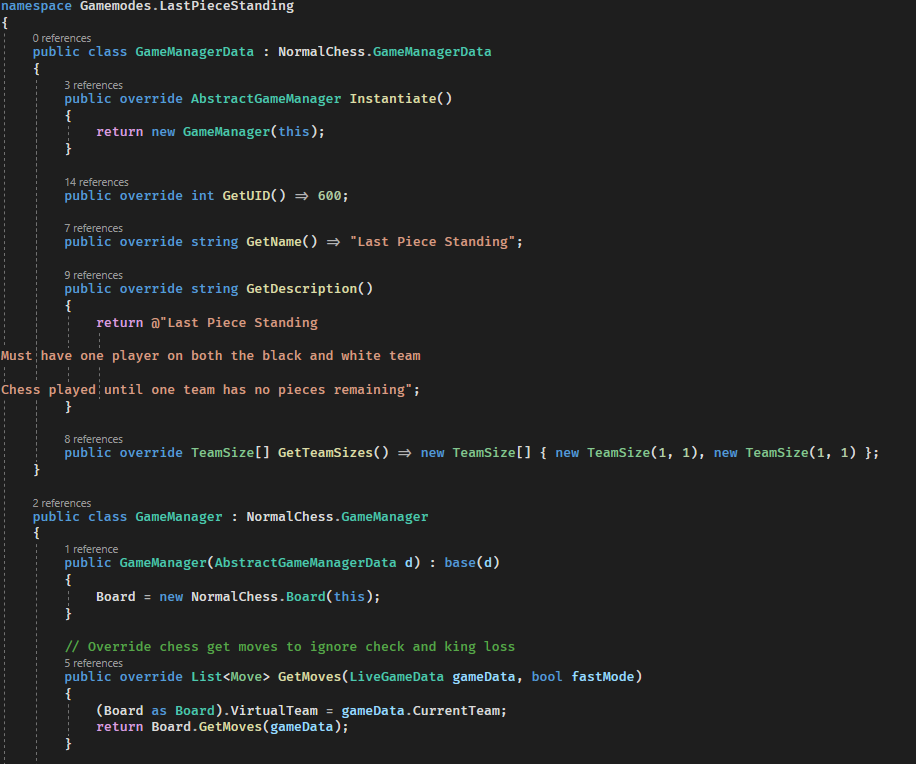 namespace Gamemodes.LastPieceStanding
{
0 references
public class GameManagerData : NormalChess.GameManagerData
{
3 references
public override AbstractGameManager Instantiate()
{
return new GameManager(this);
}
14 references
public override int GetUID() => 600;
7 references
public override string GetName() => "Last Piece Standing";
9 references
public override string GetDescription()
{
return @"Last Piece Standing
Must have one player on both the black and white team
Chess played until one team has no pieces remaining";
}
8 references
public override TeamSize[] GetTeamSizes() => new TeamSize[] { new TeamSize(1, 1), new TeamSize(1, 1) };
}
2 references
public class GameManager : NormalChess.GameManager
{
1 reference
public GameManager(AbstractGameManagerData d) : base(d)
{
Board = new NormalChess.Board(this);
}
// Override chess get moves to ignore check and king loss
5 references
public override List<Move> GetMoves(LiveGameData gameData, bool fastMode)
{
(Board as Board).VirtualTeam = gameData.CurrentTeam;
return Board.GetMoves(gameData);
}